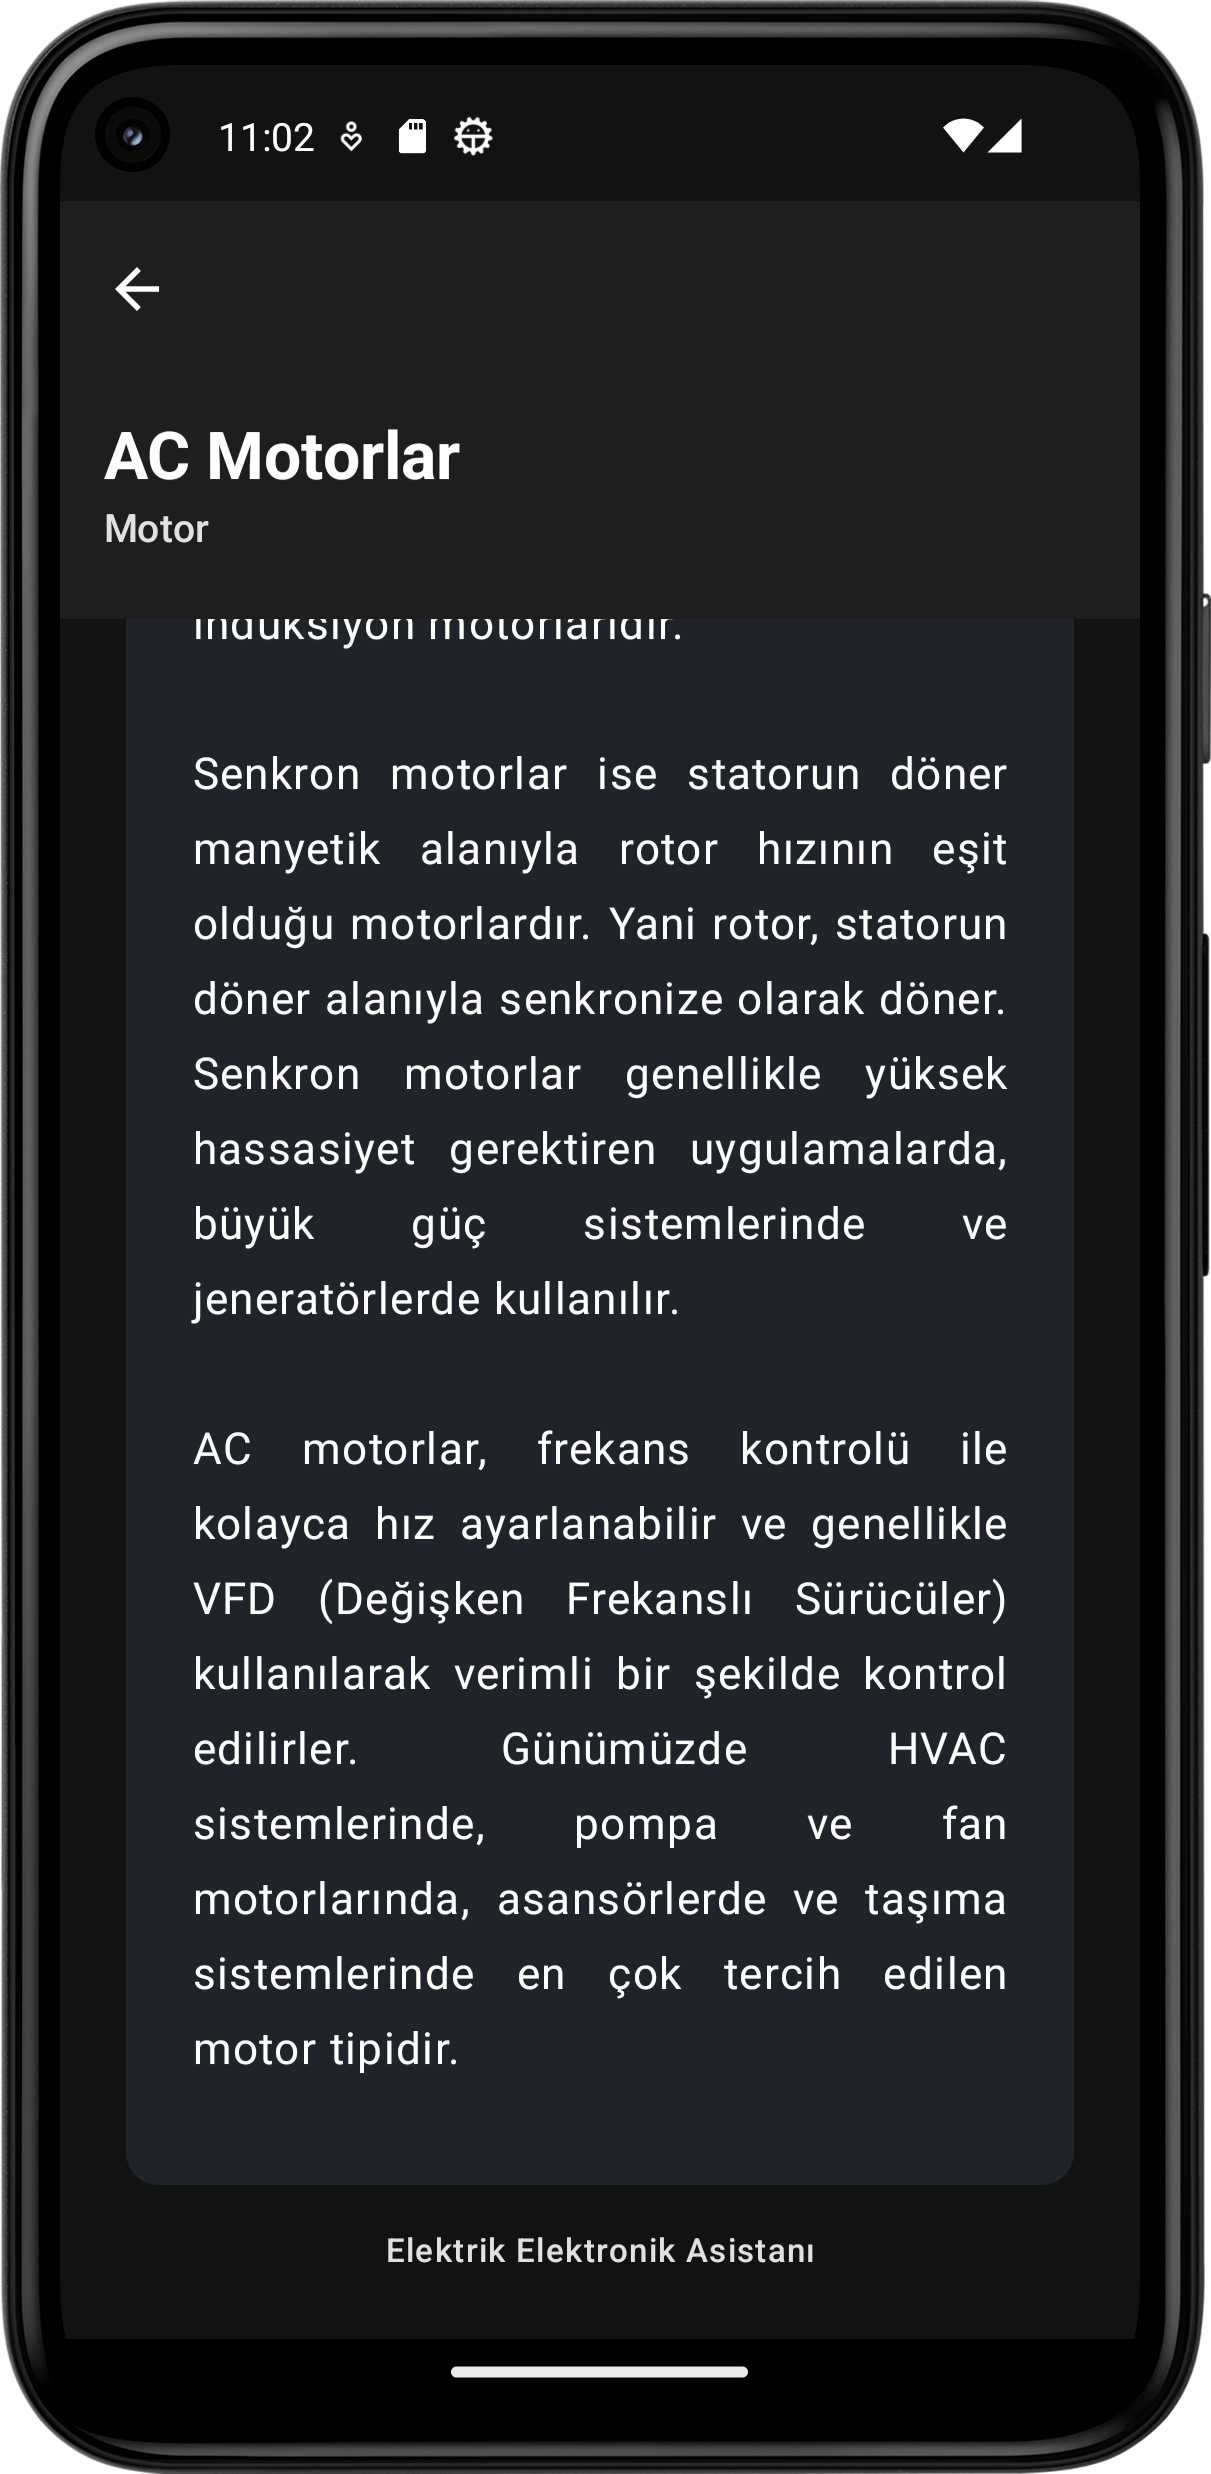 11:02
AC Motorlar
Motor
indüksiyon motorlarıdır.
Senkron motorlar ise statorun döner
manyetik alanıyla rotor hızının eşit
olduğu motorlardır. Yani rotor, statorun
döner alanıyla senkronize olarak döner.
Senkron motorlar genellikle yüksek
hassasiyet gerektiren uygulamalarda,
büyük güç sistemlerinde ve
jeneratörlerde kullanılır.
AC motorlar, frekans kontrolü ile
kolayca hız ayarlanabilir ve genellikle
VFD (Değişken Frekanslı Sürücüler)
kullanılarak verimli bir şekilde kontrol
edilirler. Günümüzde HVAC
sistemlerinde, pompa ve fan
motorlarında, asansörlerde ve taşıma
sistemlerinde en çok tercih edilen
motor tipidir.
Elektrik Elektronik Asistanı